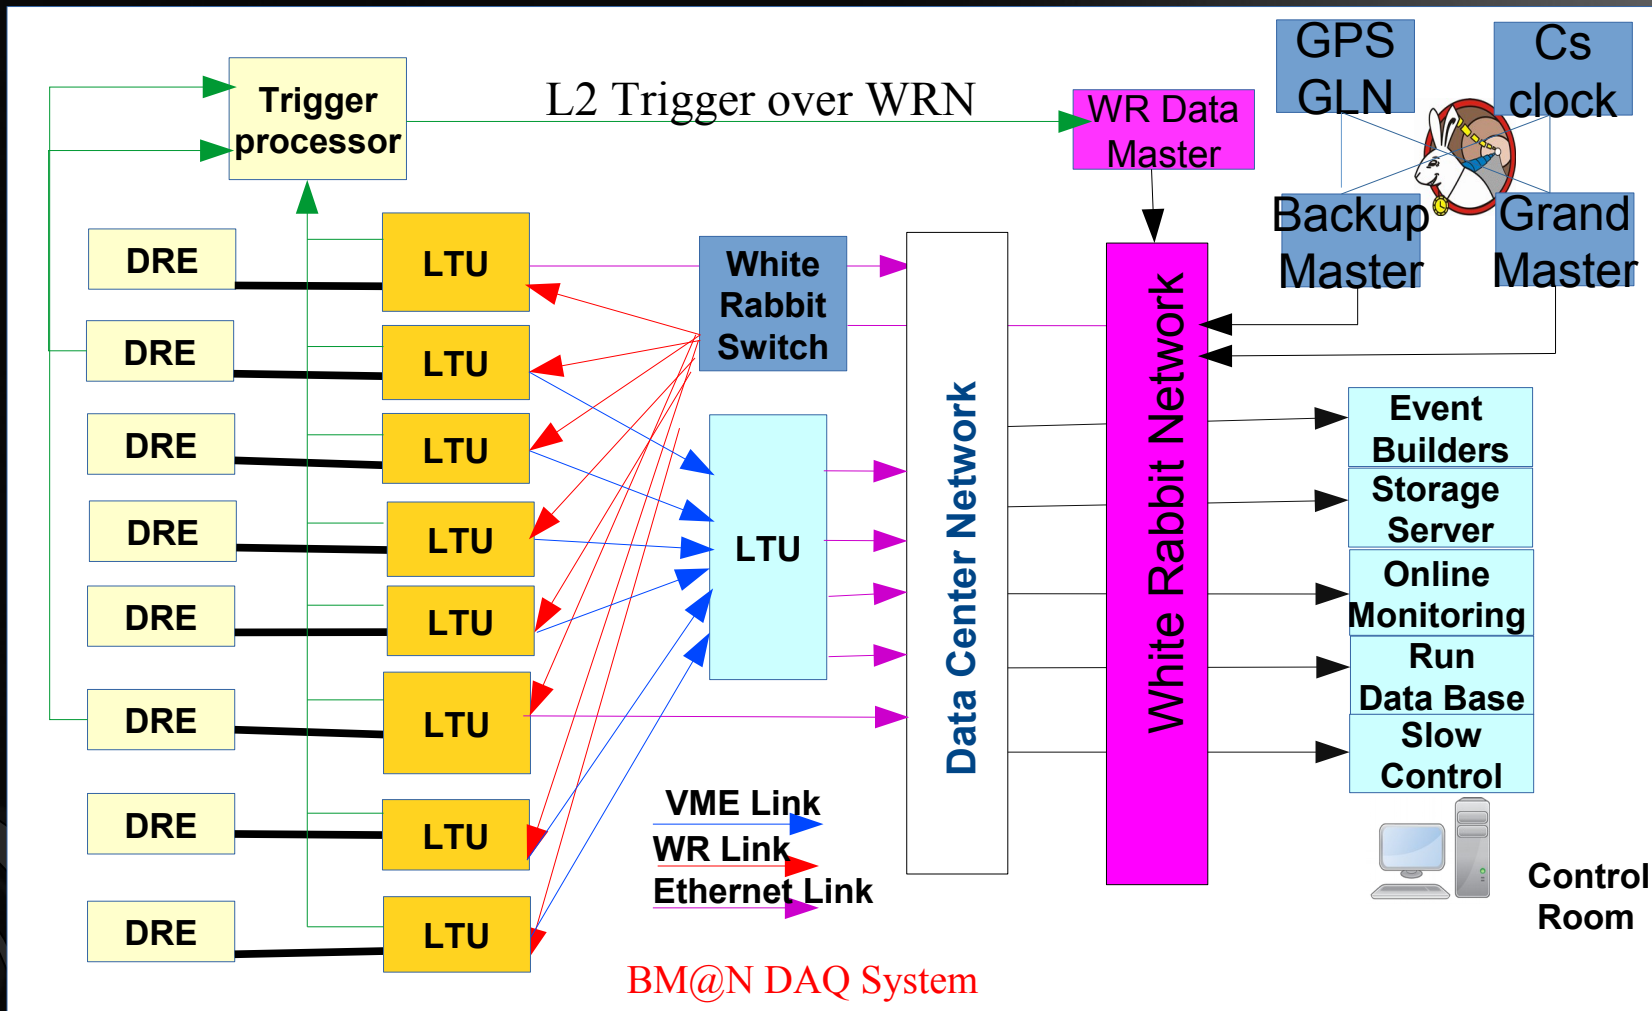 Trigger
processor
L2 Trigger over WRN
WR Data
Master
GPS
GLN
Cs
clock
Backup
Master
Grand
Master
DRE
DRE
DRE
DRE
DRE
DRE
DRE
DRE
LTU
LTU
LTU
LTU
LTU
LTU
LTU
LTU
White
Rabbit
Switch
LTU
Data Center Network
White Rabbit Network
Event
Builders
Storage
Server
Online
Monitoring
Run
Data Base
Slow
Control
VME Link
WR Link
Ethernet Link
Control
Room
BM@N DAQ System